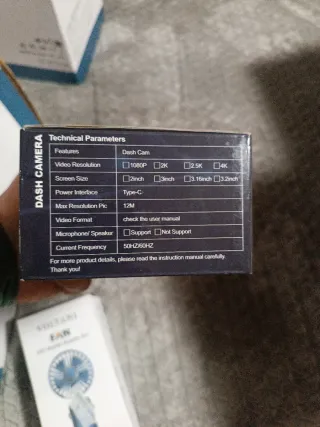 DASH CAMERA
Technical Parameters
Features Dash Cam
Video Resolution □1080P □2K □2.5K □4K
Screen Size □2inch □3inch □3.16inch □3.2inch
Power Interface Type-C
Max Resolution Pic 12M
Video Format check the user manual
Microphone/ Speaker □Support □Not Support
Current Frequency 50HZ/60HZ
For more product details, please read the instruction manual carefully.
Thank you!
FAN